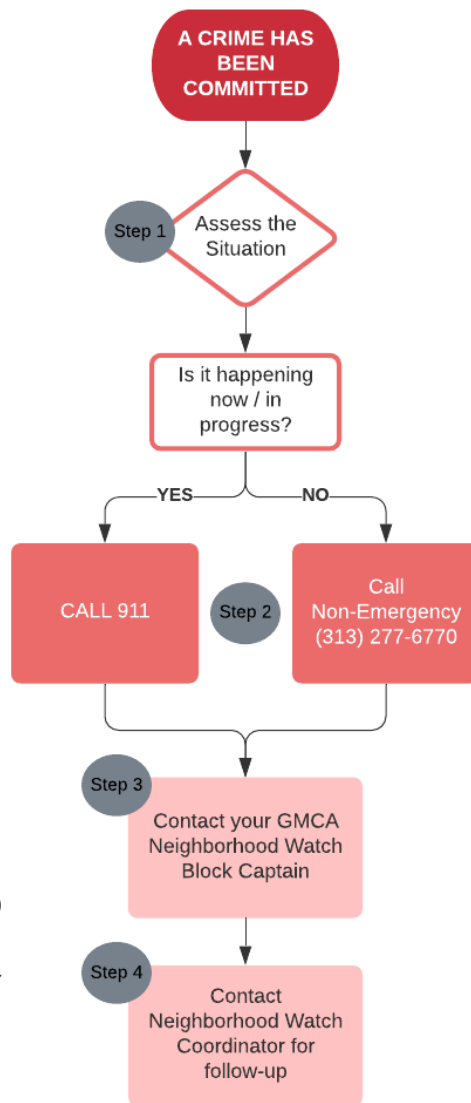 A CRIME HAS
BEEN
COMMITTED
Step 1
Assess the
Situation
Is it happening
now / in
progress?
YES
NO
CALL 911
Step 2
Call
Non-Emergency
(313) 277-6770
Step 3
Contact your GMCA
Neighborhood Watch
Block Captain
Step 4
Contact
Neighborhood Watch
Coordinator for
follow-up